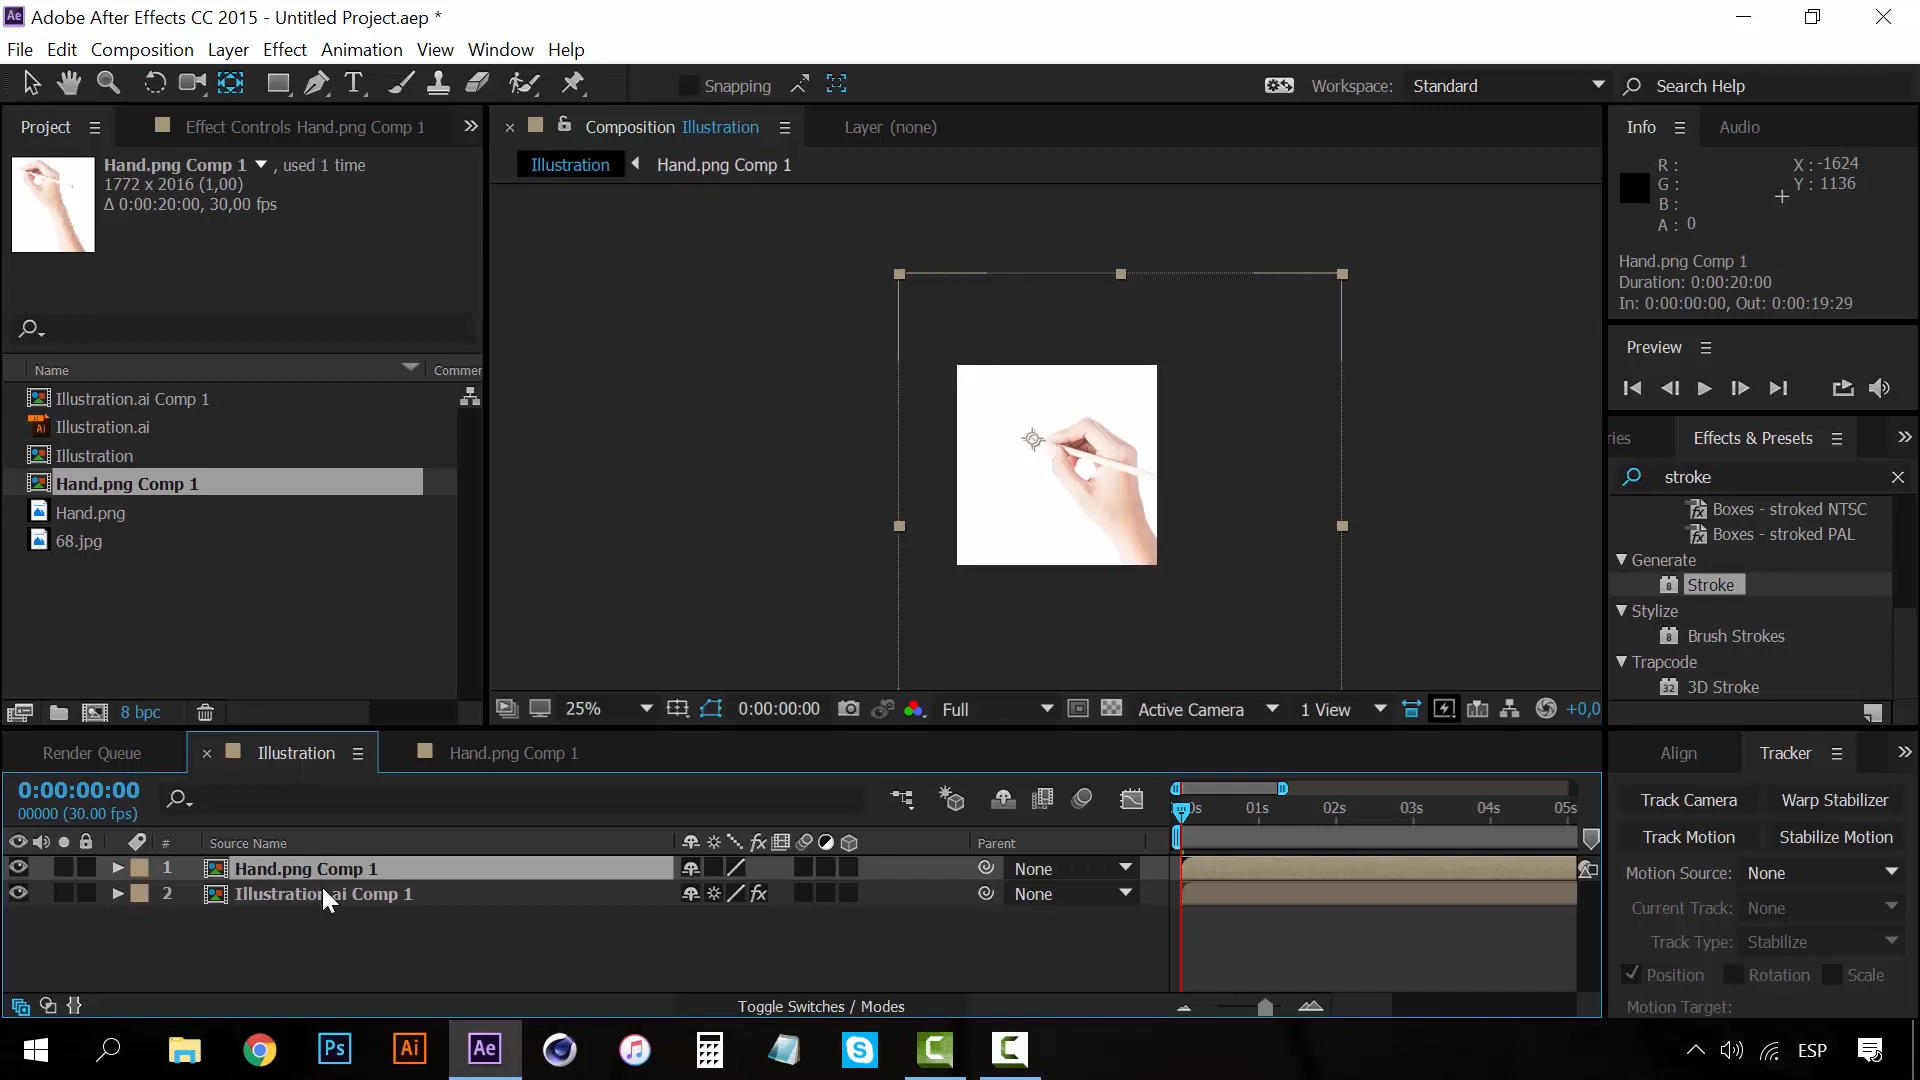 Adobe After Effects CC 2015 - Untitled Project.aep *
File Edit Composition Layer Effect Animation View Window Help
Snapping
Workspace: Standard
Search Help
Project
Effect Controls Hand.png Comp 1
Composition Illustration
Layer (none)
Info
Audio
Illustration
Hand.png Comp 1
Hand.png Comp 1 , used 1 time
1772 x 2016 (1,00)
Δ 0:00:20:00, 30,00 fps
R :
G :
B :
A : 0
X : -1624
Y : 1136
Hand.png Comp 1
Duration: 0:00:20:00
In: 0:00:00:00, Out: 0:00:19:29
Preview
Name
Commer
Illustration.ai Comp 1
Illustration.ai
Illustration
Hand.png Comp 1
Hand.png
68.jpg
ries
Effects & Presets
stroke
Boxes - stroked NTSC
Boxes - stroked PAL
Generate
Stroke
Stylize
Brush Strokes
Trapcode
3D Stroke
8 bpc
25%
0:00:00:00
Full
Active Camera
1 View
+0,0
Render Queue
Illustration
Hand.png Comp 1
Align
Tracker
0:00:00:00
00000 (30.00 fps)
0s 01s 02s 03s 04s 05s
Track Camera
Warp Stabilizer
Track Motion
Stabilize Motion
# Source Name
fx
Parent
1 Hand.png Comp 1
None
2 Illustration.ai Comp 1
fx
None
Motion Source: None
Current Track: None
Track Type: Stabilize
Position
Rotation
Scale
Motion Target:
Toggle Switches / Modes
Ps
Ai
Ae
ESP